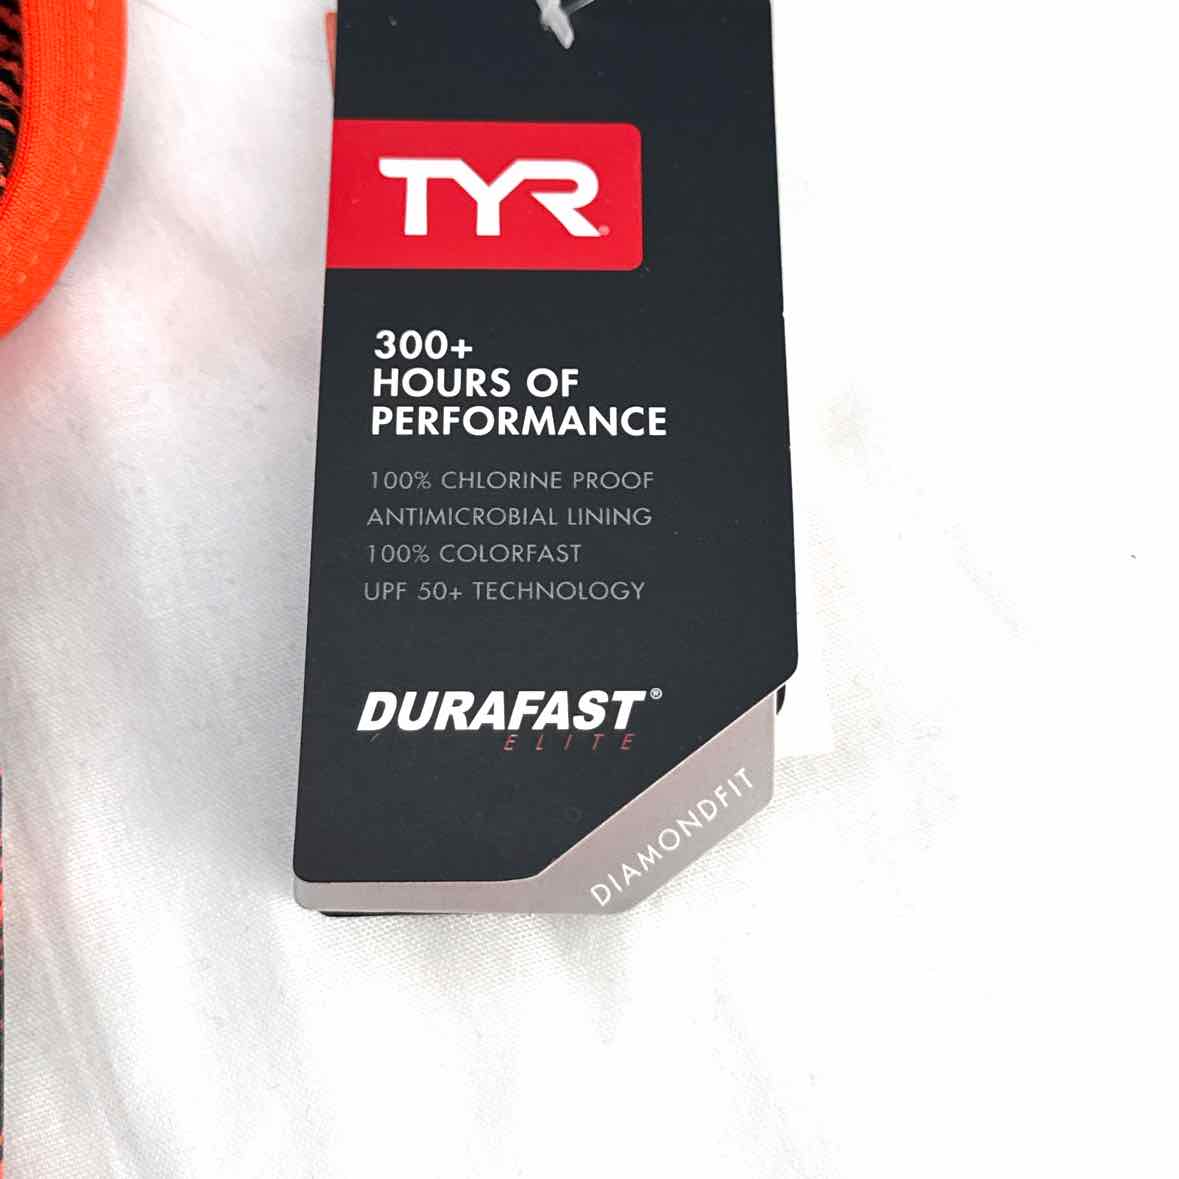 TYR
300+
HOURS OF
PERFORMANCE
100% CHLORINE PROOF
ANTIMICROBIAL LINING
100% COLORFAST
UPF 50+ TECHNOLOGY
DURAFAST®
ELITE
DIAMONDFIT